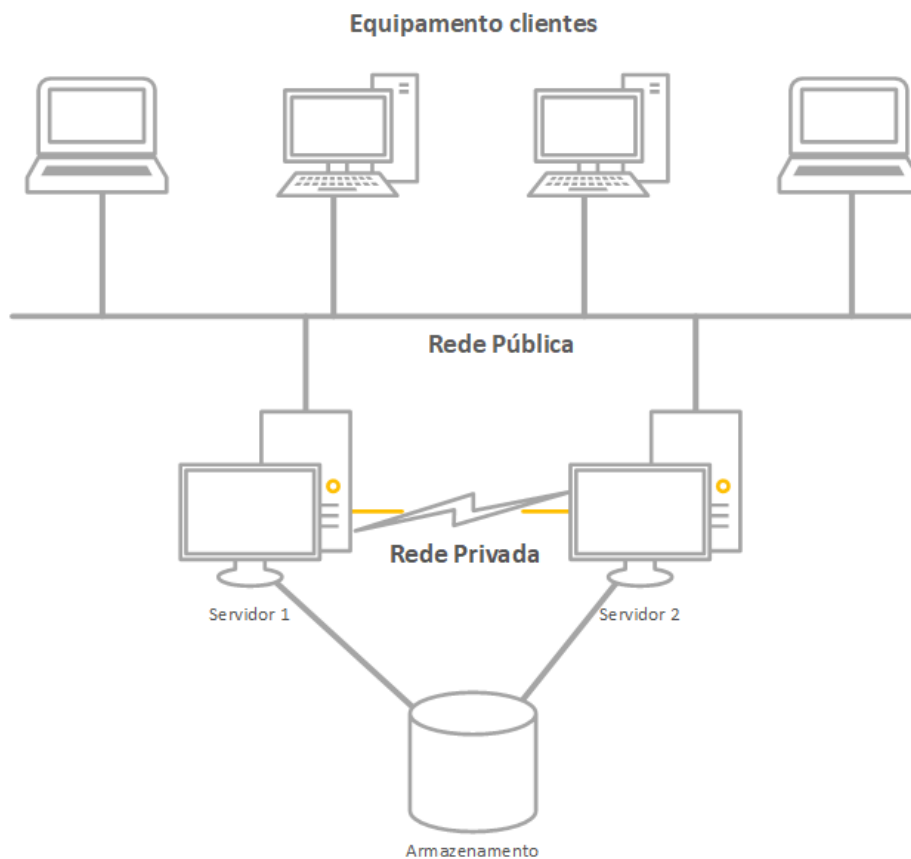 Equipamento clientes
Rede Pública
Rede Privada
Servidor 1
Servidor 2
Armazenamento